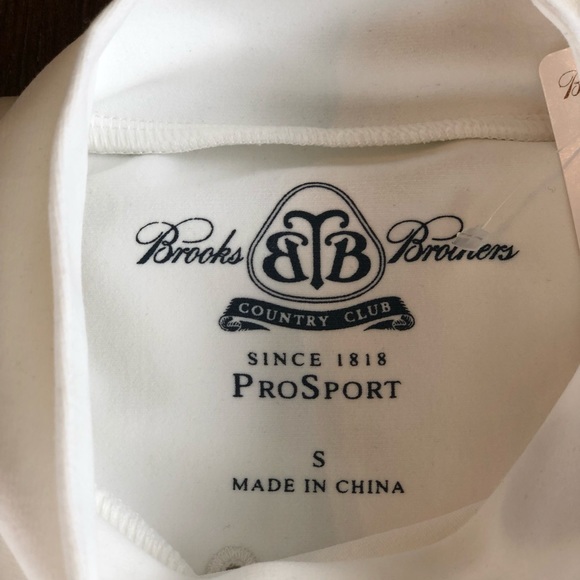 Brooks BB Brothers
COUNTRY CLUB
SINCE 1818
PROSPORT
S
MADE IN CHINA